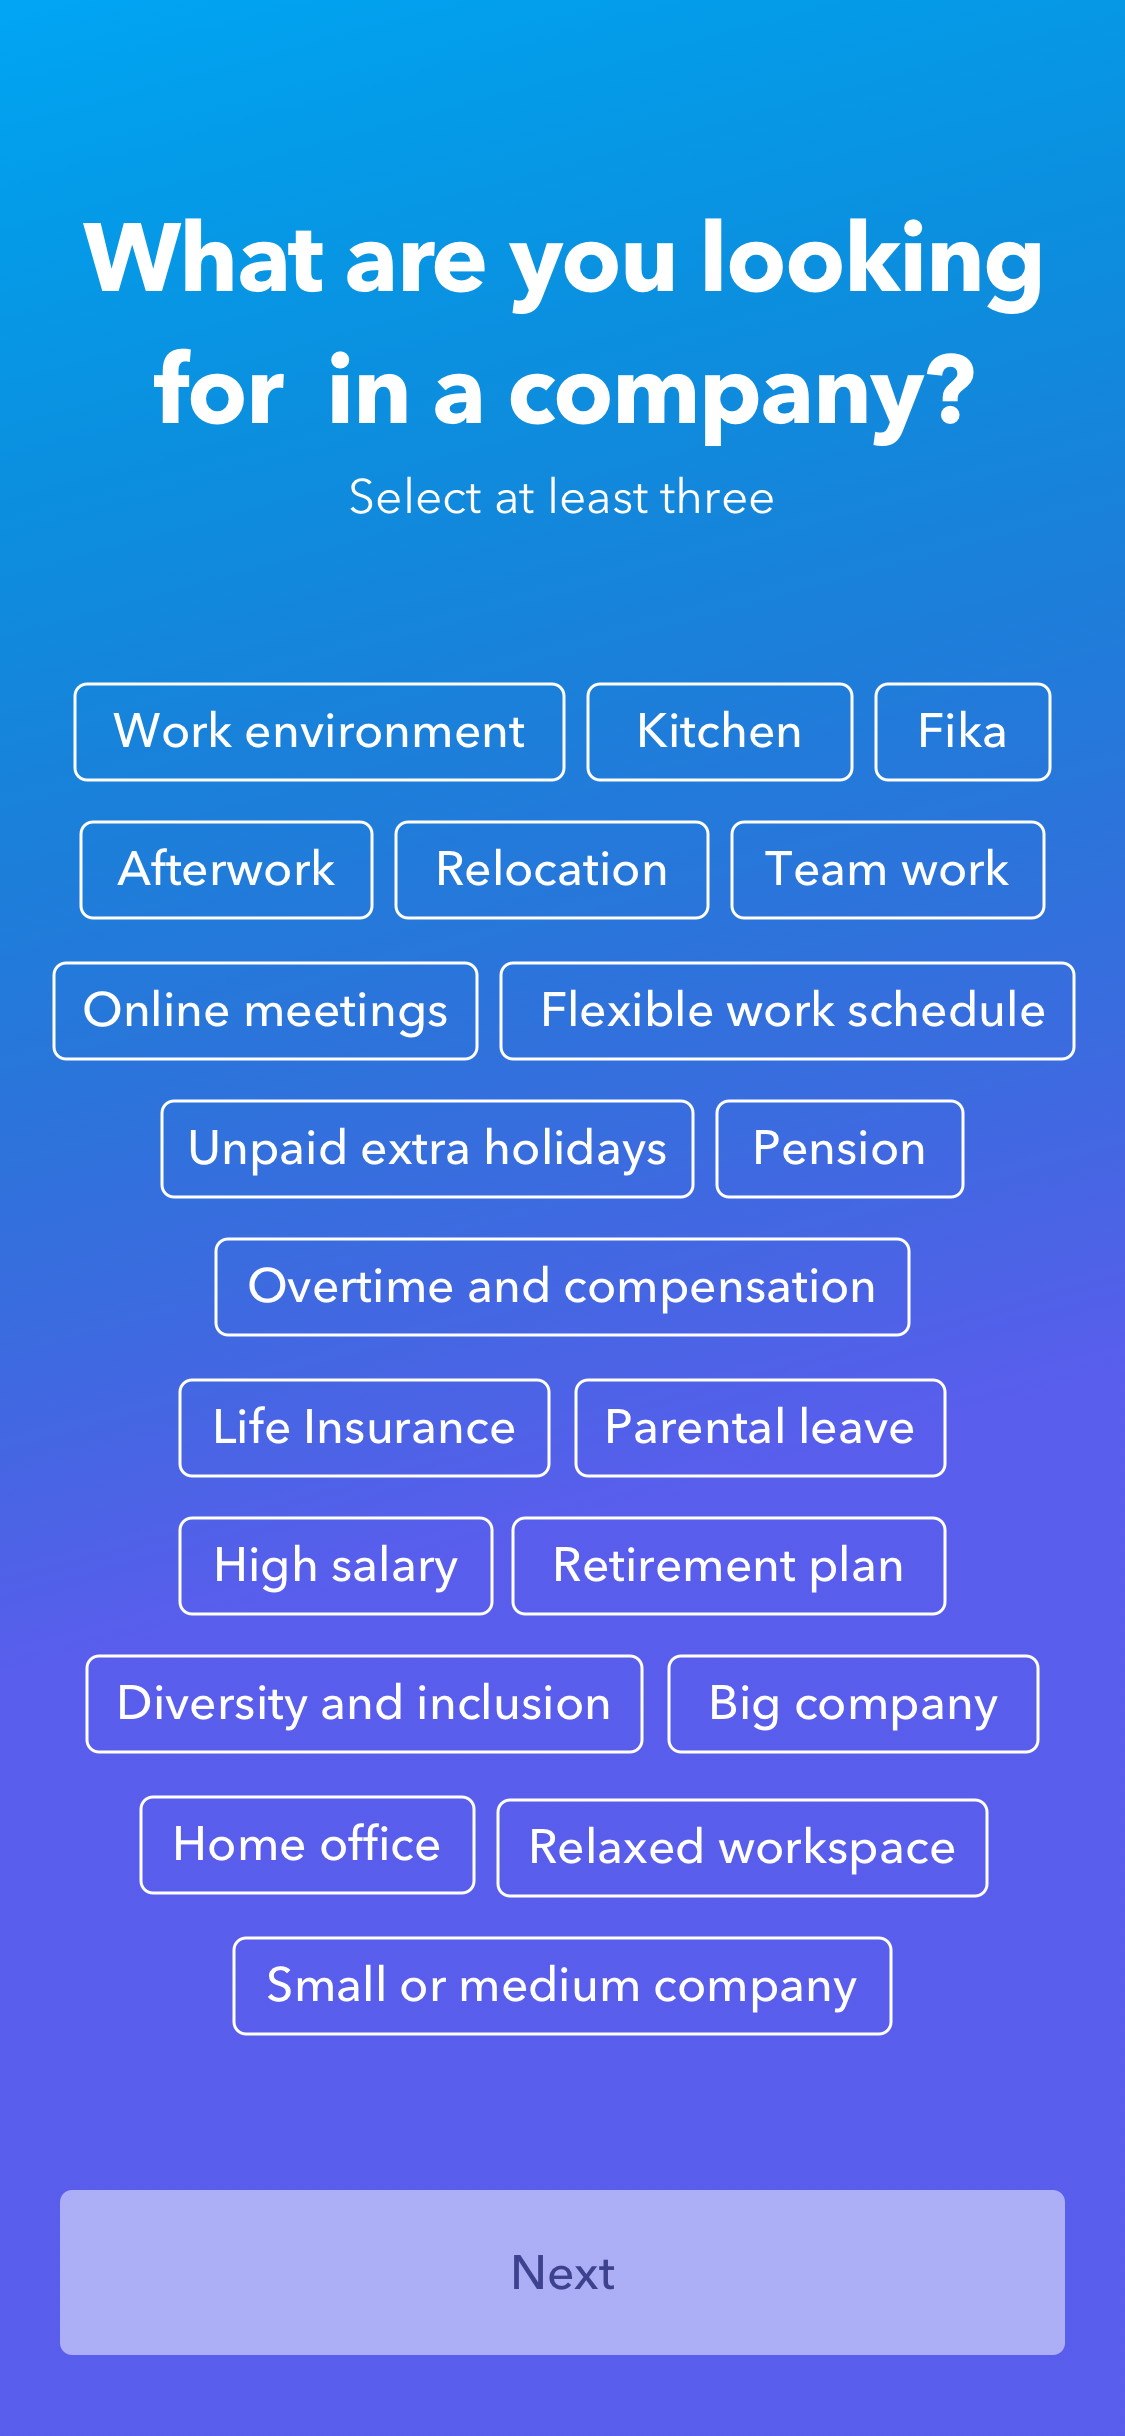 What are you looking
for  in a company?
Select at least three
Work environment Kitchen Fika
Afterwork Relocation Team work
Online meetings Flexible work schedule
Unpaid extra holidays Pension
Overtime and compensation
Life Insurance Parental leave
High salary Retirement plan
Diversity and inclusion Big company
Home office Relaxed workspace
Small or medium company
Next